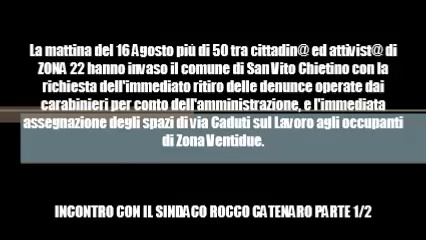 La mattina del 16 Agosto più di 50 tra cittadin@ ed attivist@ di
ZONA 22 hanno invaso il comune di San Vito Chietino con la
richiesta dell'immediato ritiro delle denunce operate dai
carabinieri per conto dell'amministrazione, e l'immediata
assegnazione degli spazi di via Caduti sul Lavoro agli occupanti
di Zona Ventidue.
INCONTRO CON IL SINDACO ROCCO CATENARO PARTE 1/2